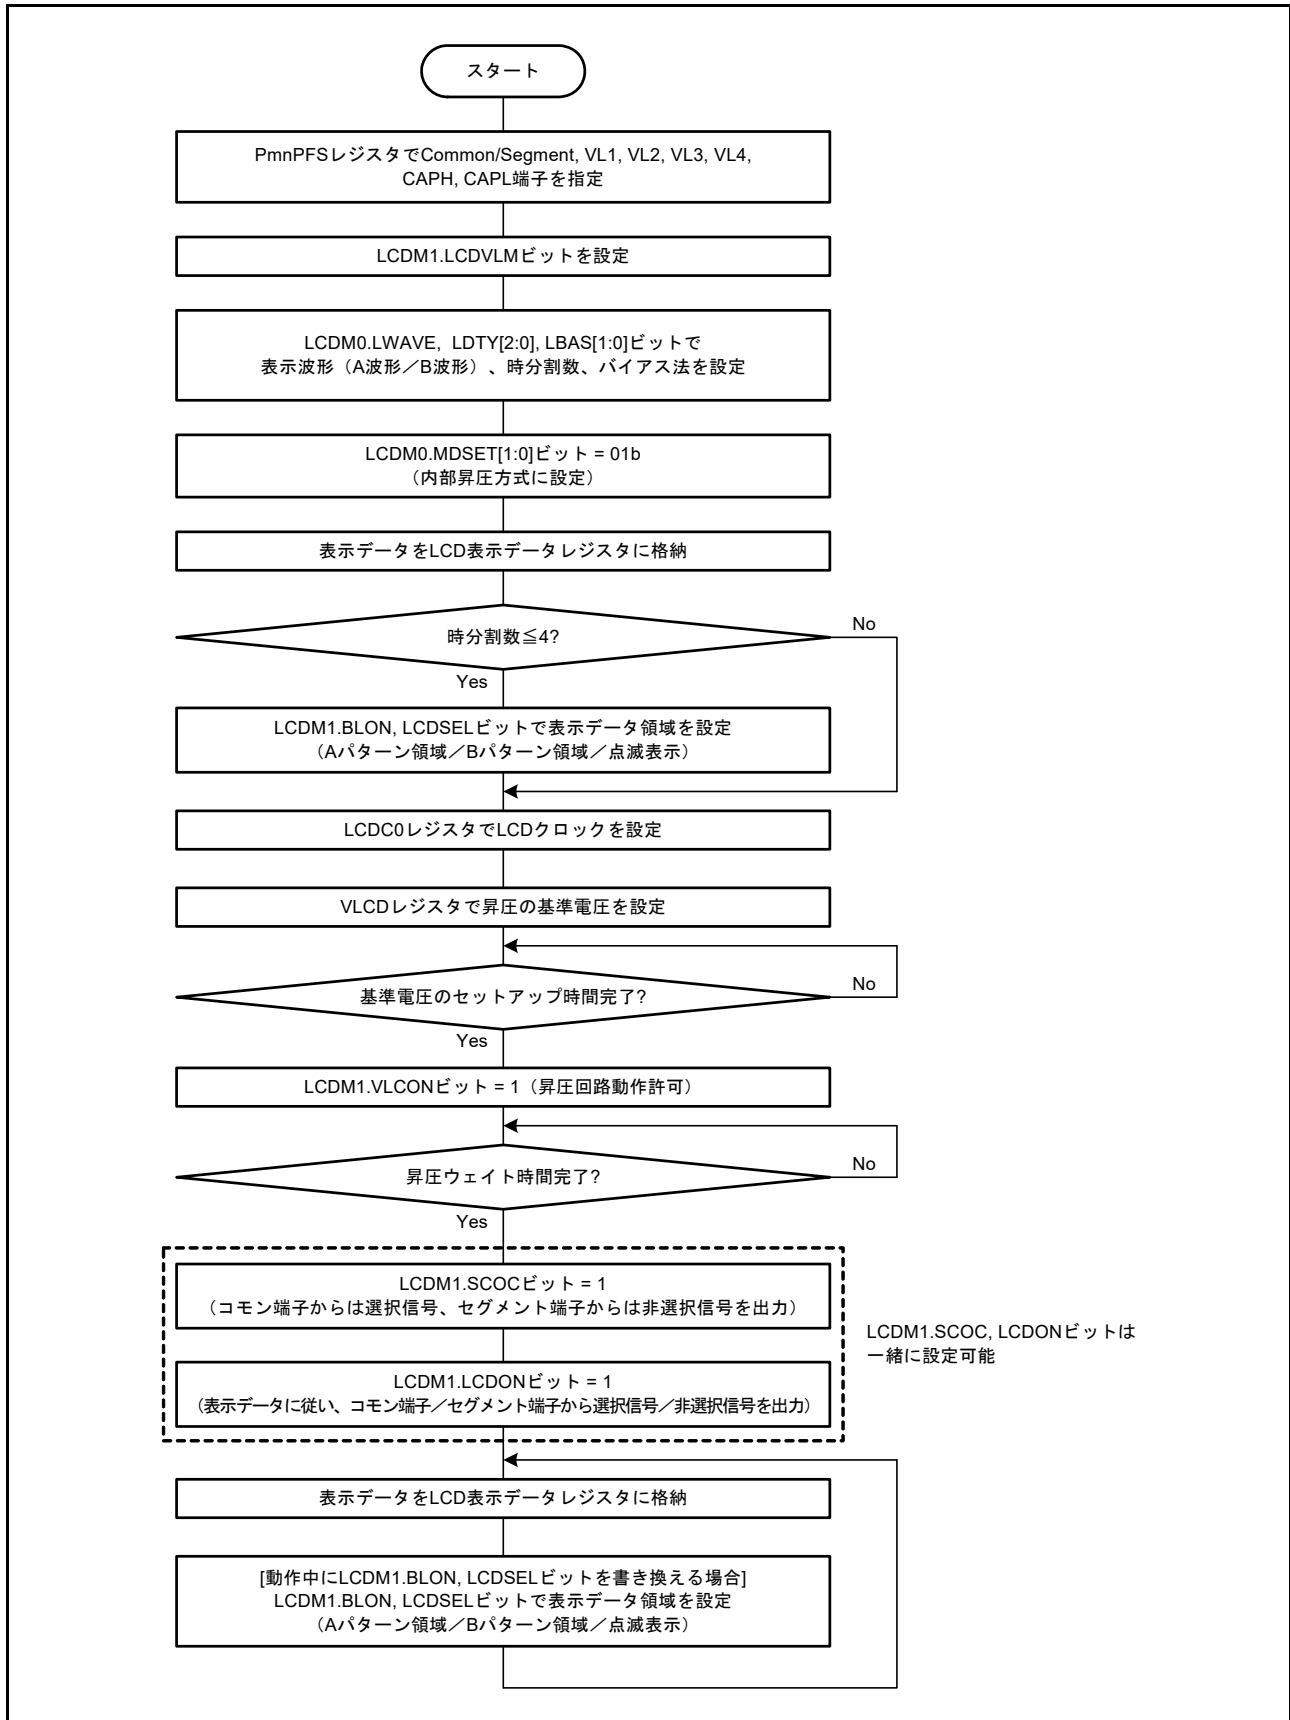 スタート
PmnPFSレジスタでCommon/Segment, VL1, VL2, VL3, VL4,
CAPH, CAPL端子を指定
LCDM1.LCDVLMビットを設定
LCDM0.LWAVE, LDTY[2:0], LBAS[1:0]ビットで
表示波形（A波形／B波形）、時分割数、バイアス法を設定
LCDM0.MDSET[1:0]ビット = 01b
（内部昇圧方式に設定）
表示データをLCD表示データレジスタに格納
時分割数≦4?
No
Yes
LCDM1.BLON, LCDSELビットで表示データ領域を設定
（Aパターン領域／Bパターン領域／点滅表示）
LCDC0レジスタでLCDクロックを設定
VLCDレジスタで昇圧の基準電圧を設定
基準電圧のセットアップ時間完了?
No
Yes
LCDM1.VLCONビット = 1（昇圧回路動作許可）
昇圧ウェイト時間完了?
No
Yes
LCDM1.SCOCビット = 1
（コモン端子からは選択信号、セグメント端子からは非選択信号を出力）
LCDM1.SCOC, LCDONビットは
一緒に設定可能
LCDM1.LCDONビット = 1
（表示データに従い、コモン端子／セグメント端子から選択信号／非選択信号を出力）
表示データをLCD表示データレジスタに格納
[動作中にLCDM1.BLON, LCDSELビットを書き換える場合]
LCDM1.BLON, LCDSELビットで表示データ領域を設定
（Aパターン領域／Bパターン領域／点滅表示）